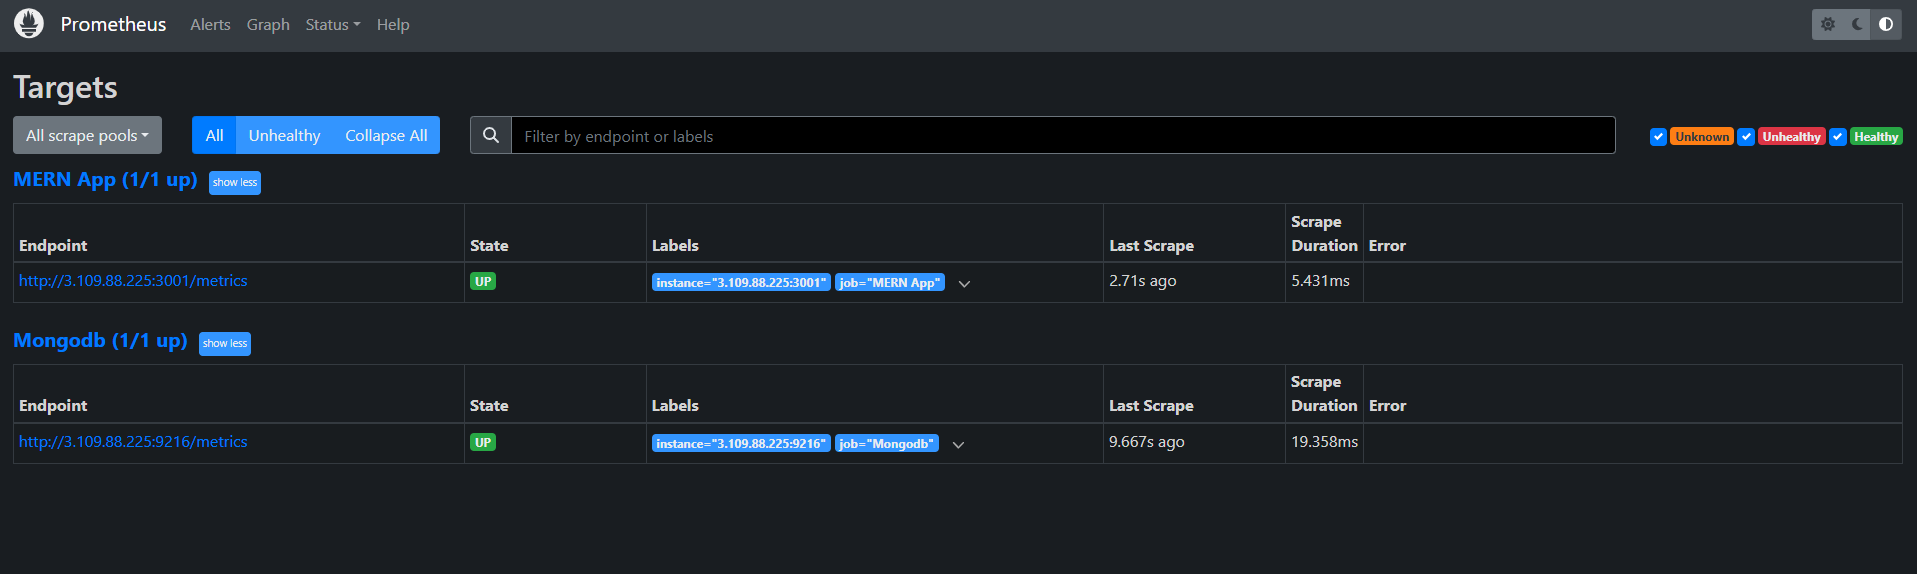 Prometheus Alerts Graph Status Help
Targets
All scrape pools All Unhealthy Collapse All Filter by endpoint or labels Unknown Unhealthy Healthy
MERN App (1/1 up) show less
Endpoint State Labels Last Scrape Scrape Duration Error
http://3.109.88.225:3001/metrics UP instance="3.109.88.225:3001" job="MERN App" 2.71s ago 5.431ms
Mongodb (1/1 up) show less
Endpoint State Labels Last Scrape Scrape Duration Error
http://3.109.88.225:9216/metrics UP instance="3.109.88.225:9216" job="Mongodb" 9.667s ago 19.358ms